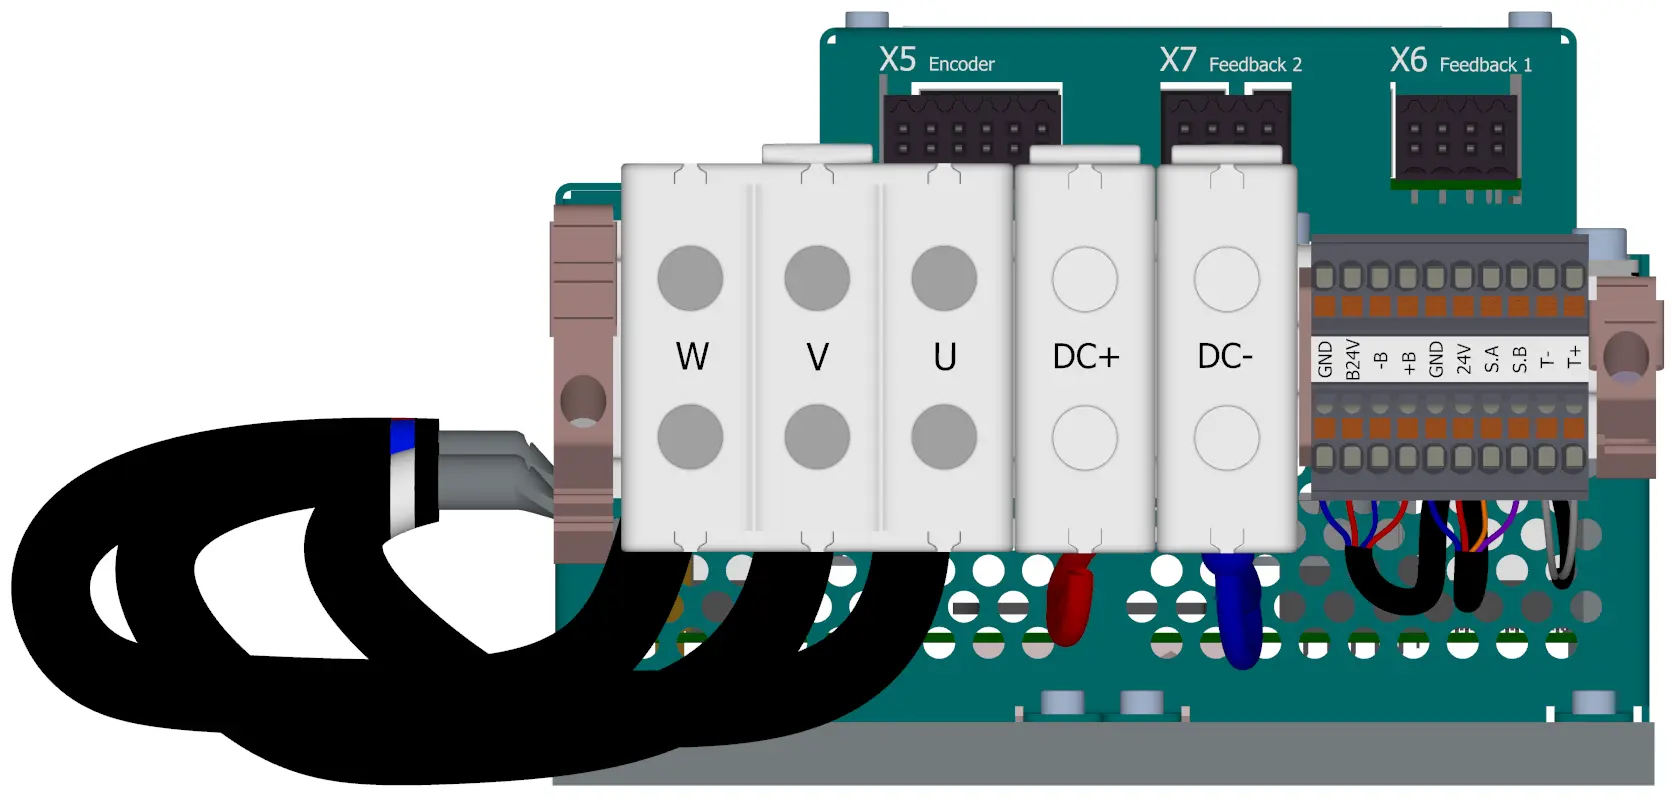 X5 Encoder
X7 Feedback 2
X6 Feedback 1
W
V
U
DC+
DC-
GND
B24V
-B
+B
GND
24V
S.A
S.B
T-
T+